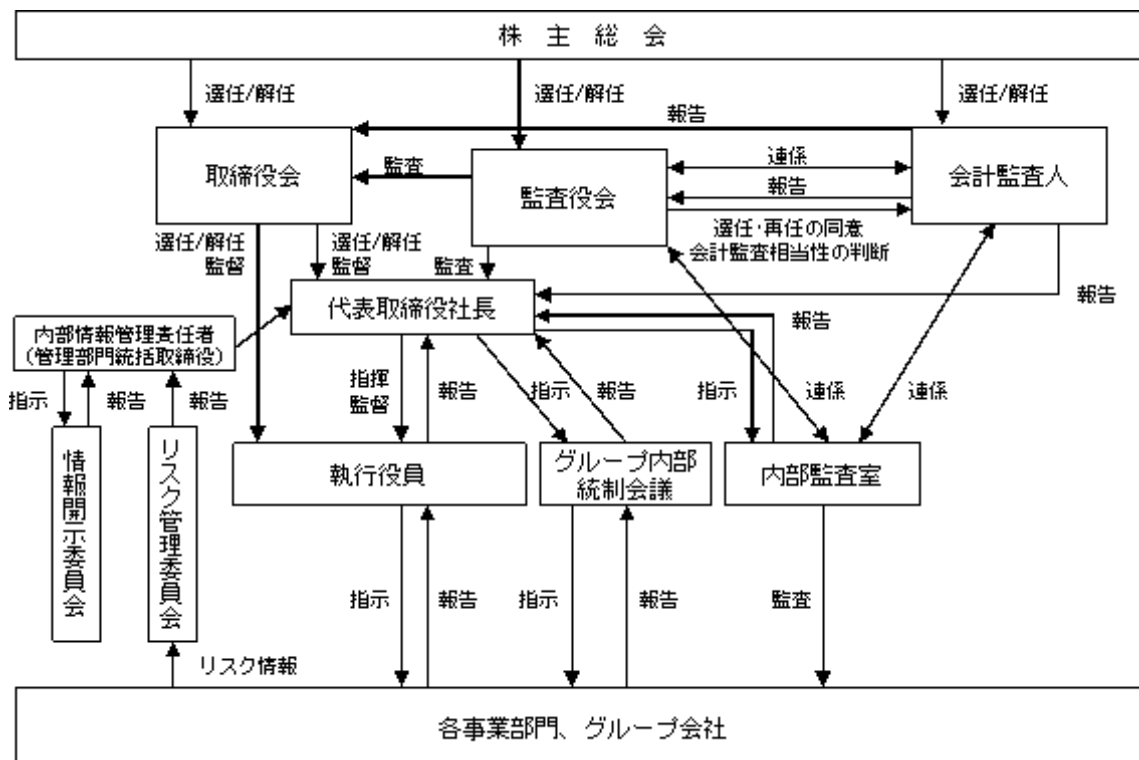 株主総会
選任/解任
選任/解任
選任/解任
報告
取締役会
監査
監査役会
連係
報告
会計監査人
選任・再任の同意
会計監査相当性の判断
選任/解任
監督
選任/解任
監督
監査
代表取締役社長
報告
報告
内部情報管理責任者
(管理部門統括取締役)
指示
報告
報告
指揮
監督
報告
指示
報告
指示
連係
連係
情報開示委員会
リスク管理委員会
執行役員
グループ内部
統制会議
内部監査室
指示
報告
指示
報告
監査
リスク情報
各事業部門、グループ会社